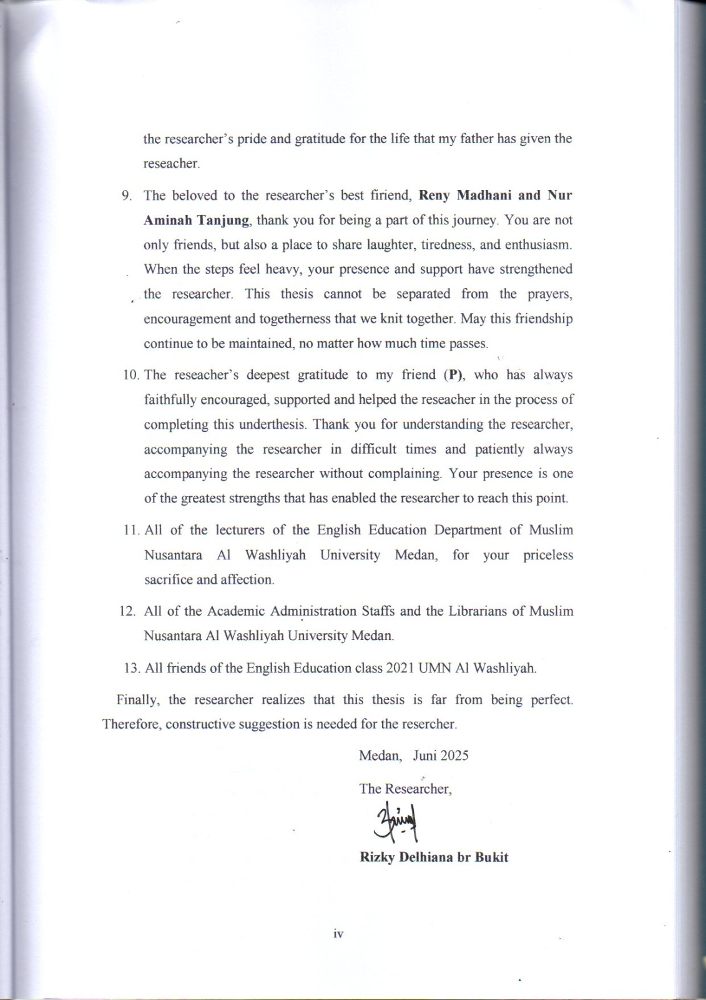 the researcher’s pride and gratitude for the life that my father has given the
reseacher.
9. The beloved to the researcher’s best firiend, Reny Madhani and Nur
Aminah Tanjung, thank you for being a part of this journey. You are not
only friends, but also a place to share laughter, tiredness, and enthusiasm.
When the steps feel heavy, your presence and support have strengthened
the researcher. This thesis cannot be separated from the prayers,
encouragement and togetherness that we knit together. May this friendship
continue to be maintained, no matter how much time passes.
10. The reseacher’s deepest gratitude to my friend (P), who has always
faithfully encouraged, supported and helped the reseacher in the process of
completing this underthesis. Thank you for understanding the researcher,
accompanying the researcher in difficult times and patiently always
accompanying the researcher without complaining. Your presence is one
of the greatest strengths that has enabled the researcher to reach this point.
11. All of the lecturers of the English Education Department of Muslim
Nusantara Al Washliyah University Medan, for your priceless
sacrifice and affection.
12. All of the Academic Administration Staffs and the Librarians of Muslim
Nusantara Al Washliyah University Medan.
13. All friends of the English Education class 2021 UMN Al Washliyah.
Finally, the researcher realizes that this thesis is far from being perfect.
Therefore, constructive suggestion is needed for the resercher.
Medan, Juni 2025
The Researcher,
Rizky Delhiana br Bukit
iv